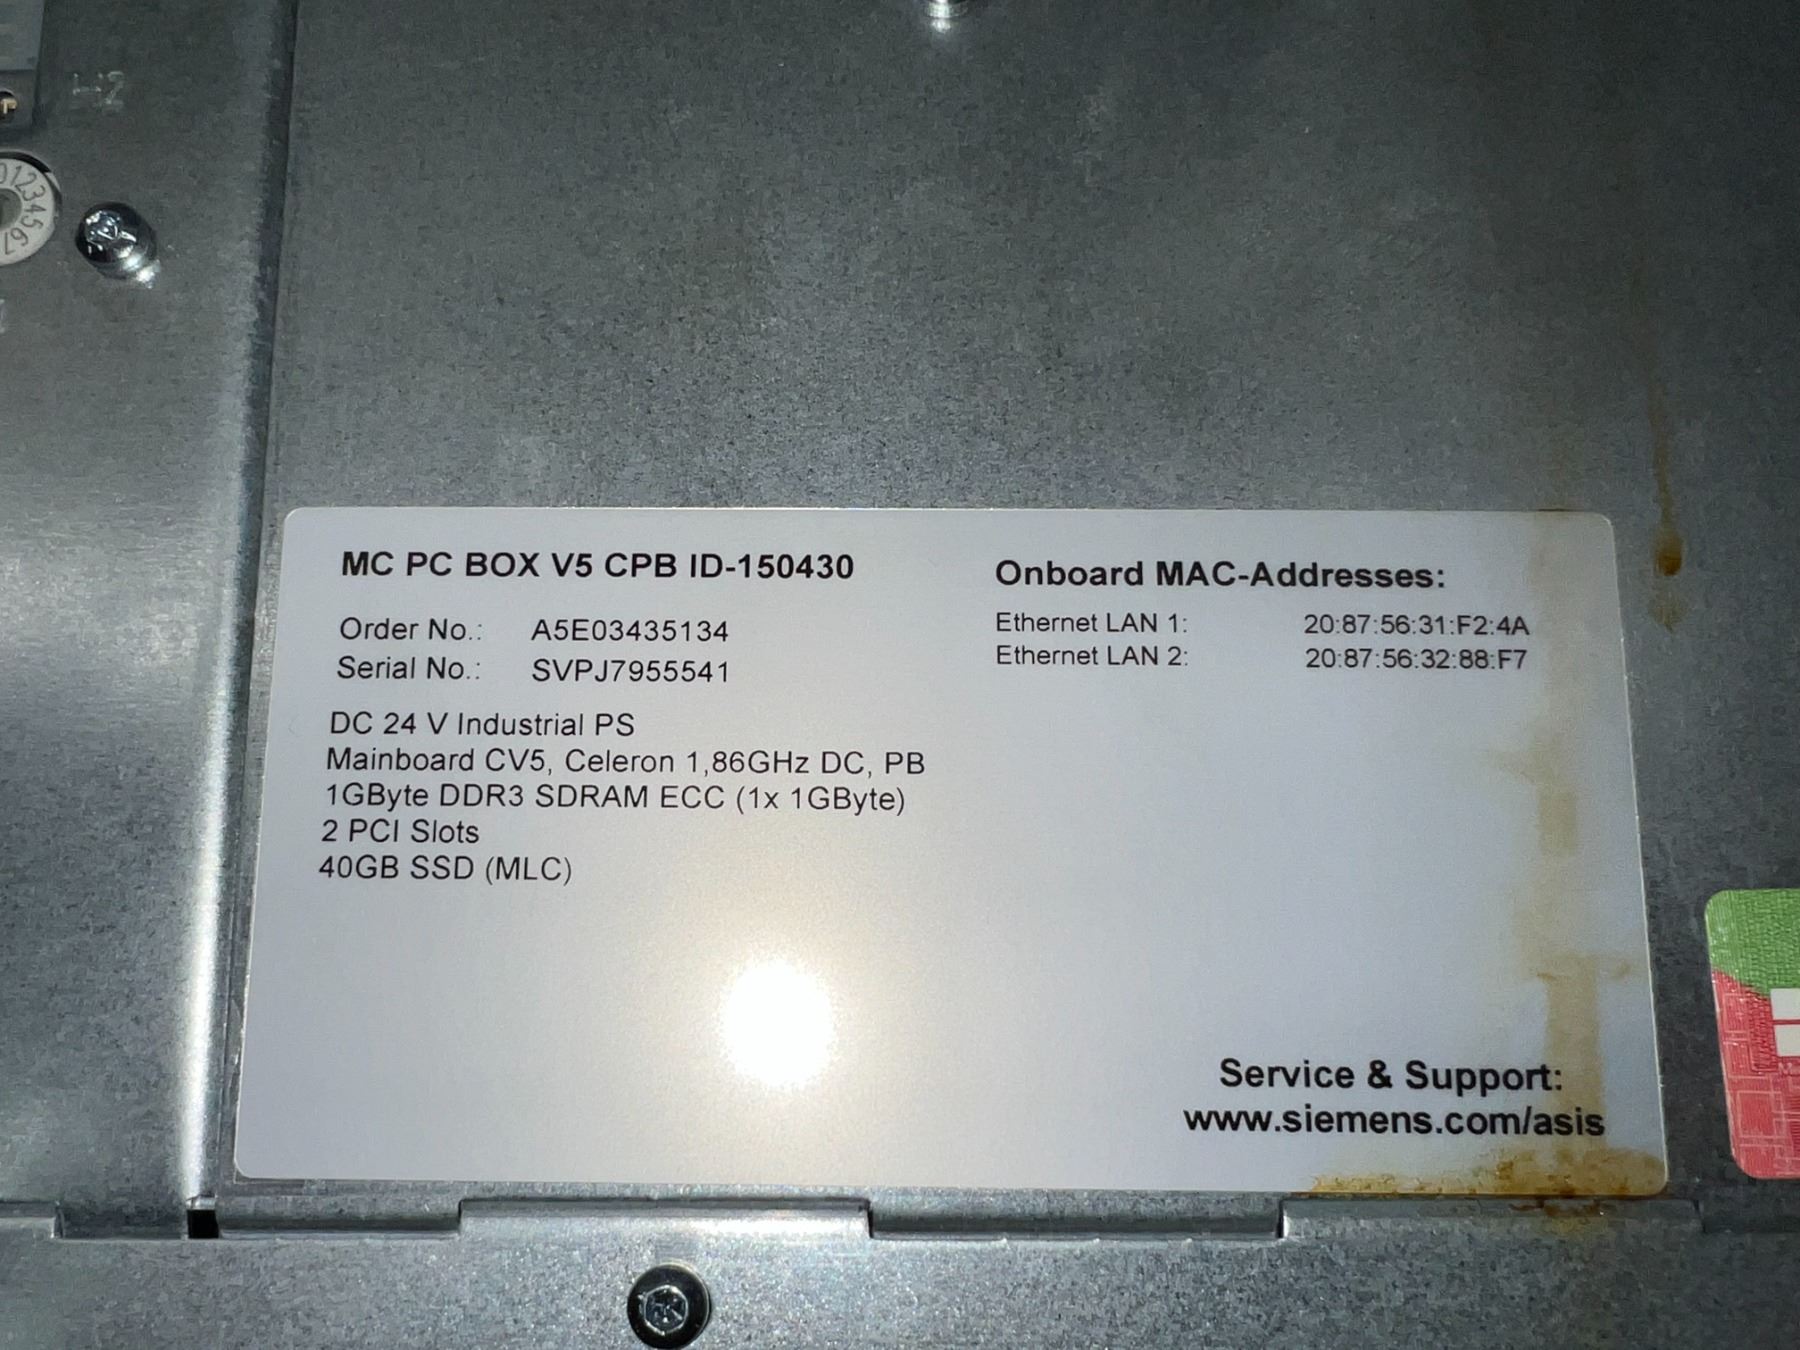 H2
01234567
MC PC BOX V5 CPB ID-150430
Order No.: A5E03435134
Serial No.: SVPJ7955541
DC 24 V Industrial PS
Mainboard CV5, Celeron 1,86GHz DC, PB
1GByte DDR3 SDRAM ECC (1x 1GByte)
2 PCI Slots
40GB SSD (MLC)
Onboard MAC-Addresses:
Ethernet LAN 1: 20:87:56:31:F2:4A
Ethernet LAN 2: 20:87:56:32:88:F7
Service & Support:
www.siemens.com/asis